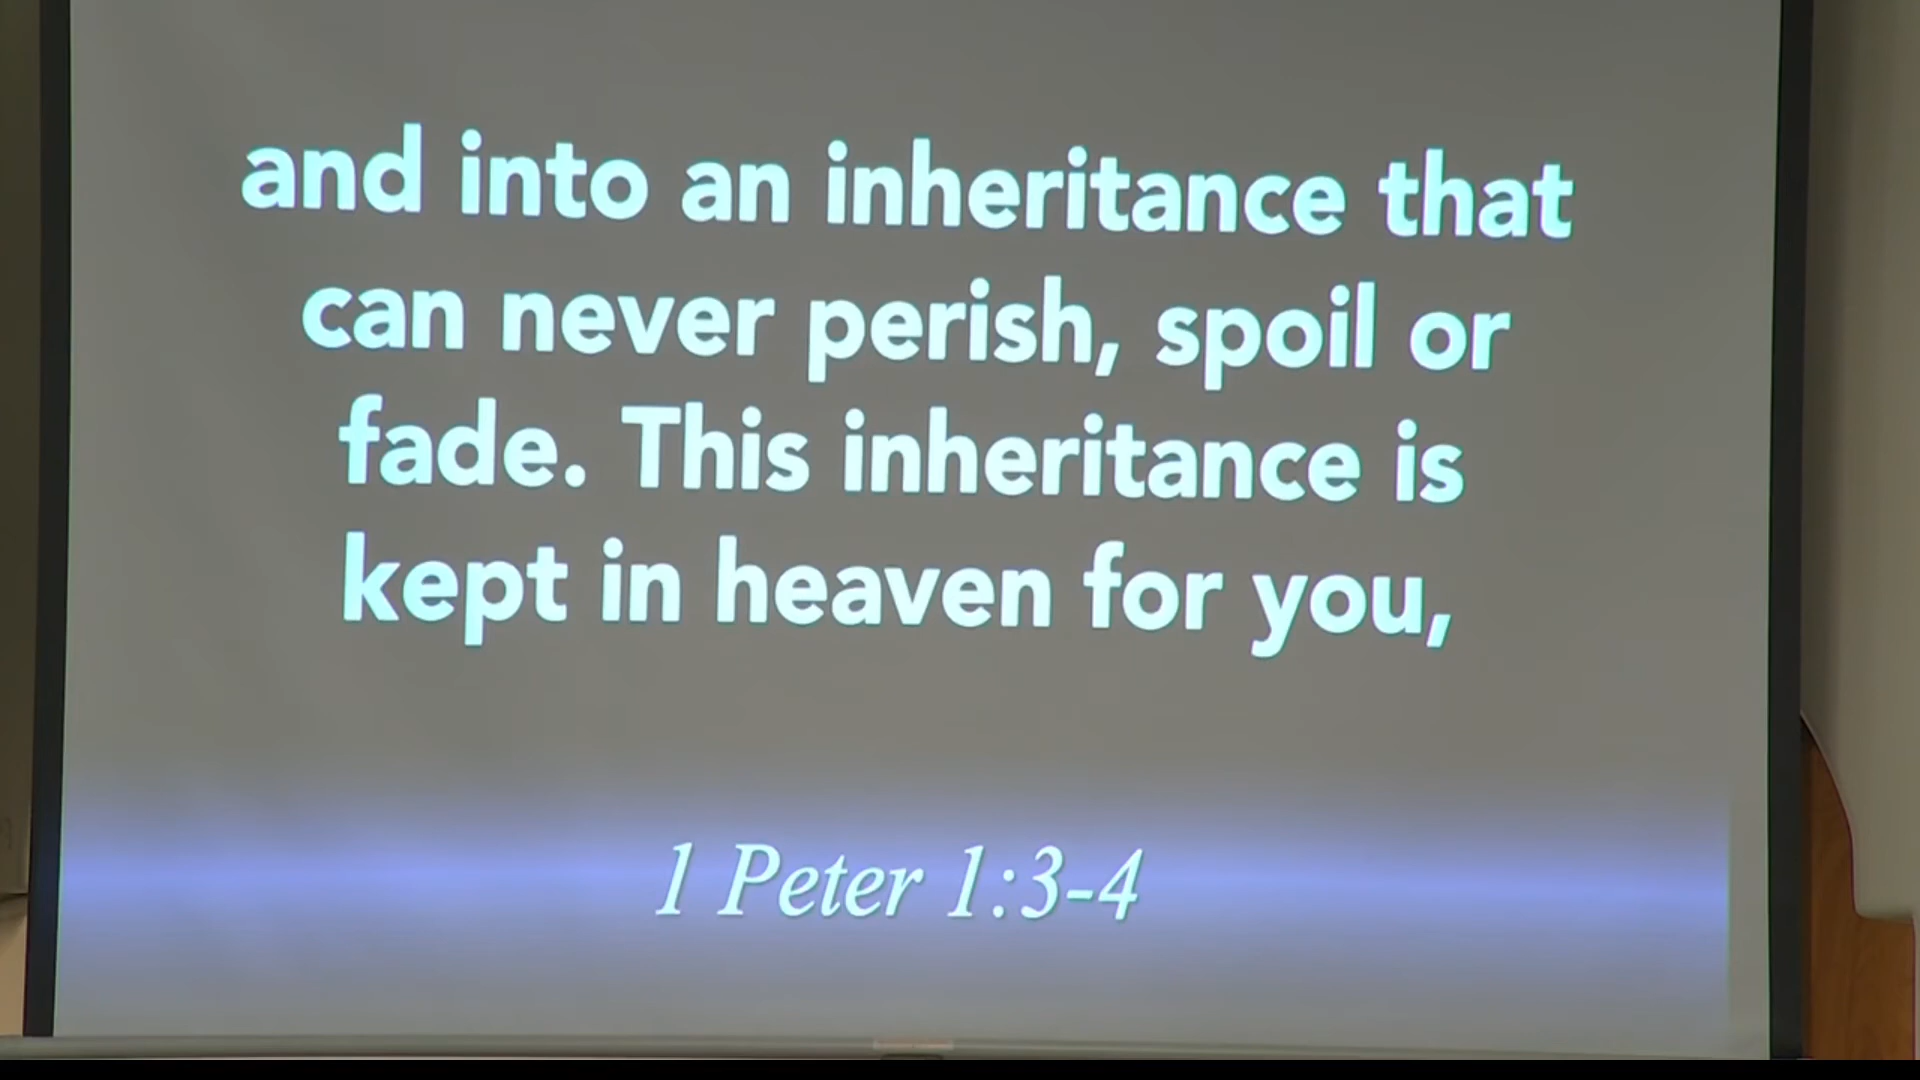 and into an inheritance that
can never perish, spoil or
fade. This inheritance is
kept in heaven for you,
1 Peter 1:3-4